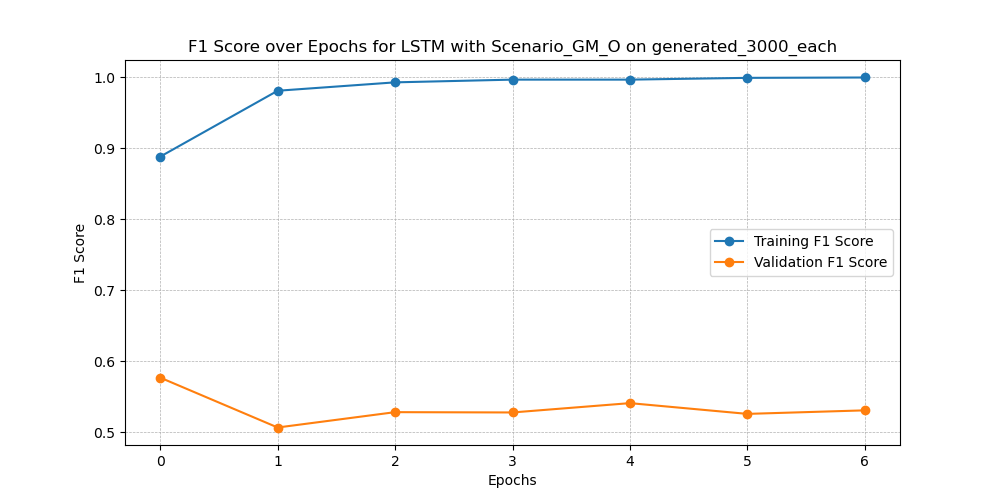 F1 Score over Epochs for LSTM with Scenario_GM_O on generated_3000_each
1.0
0.9
0.8
0.7
0.6
0.5
F1 Score
Training F1 Score
Validation F1 Score
0 1 2 3 4 5 6
Epochs